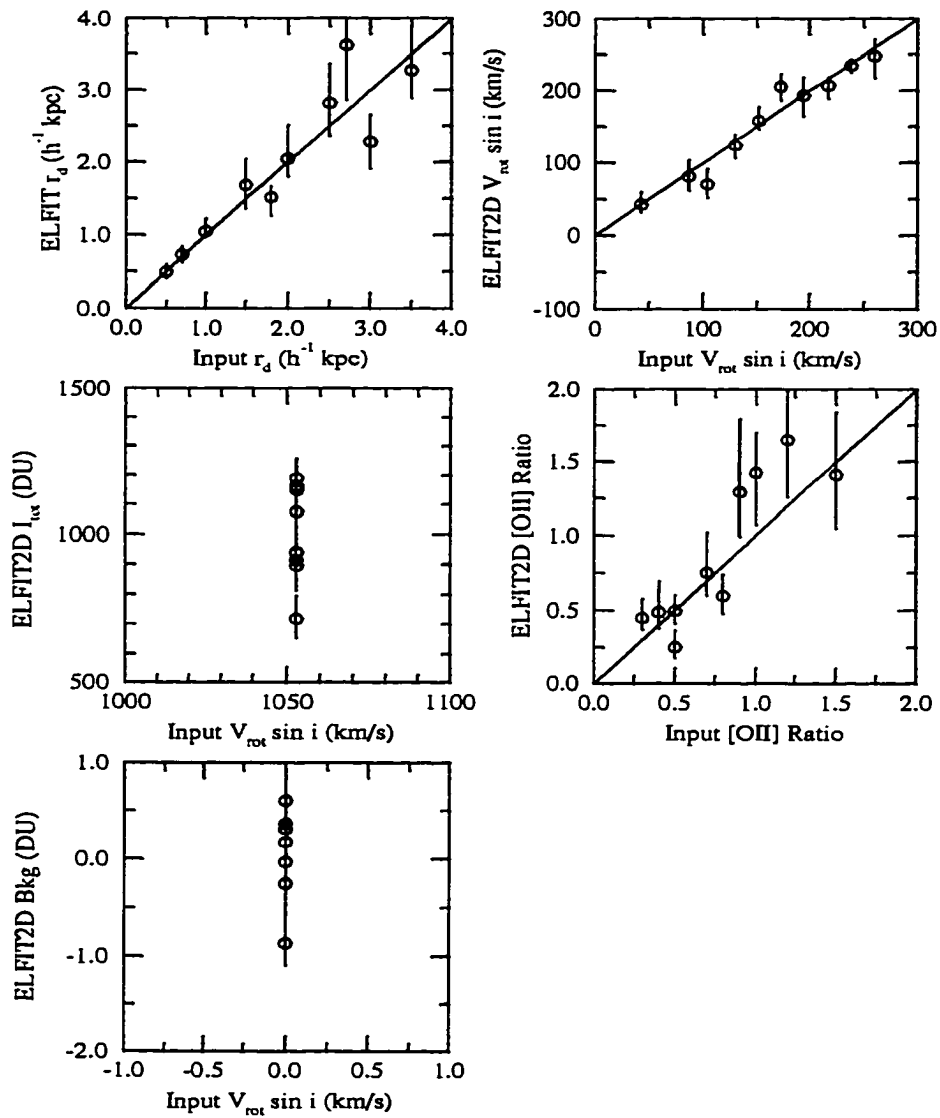 4.0
3.0
2.0
1.0
0.0
ELFIT r_d (h^-1 kpc)
0.0 1.0 2.0 3.0 4.0
Input r_d (h^-1 kpc)
300
200
100
0
-100
ELFIT2D V_rot sin i (km/s)
0 100 200 300
Input V_rot sin i (km/s)
1500
1000
500
ELFIT2D I_tot (DU)
1000 1050 1100
Input V_rot sin i (km/s)
2.0
1.5
1.0
0.5
0.0
ELFIT2D [OII] Ratio
0.0 0.5 1.0 1.5 2.0
Input [OII] Ratio
1.0
0.0
-1.0
-2.0
ELFIT2D Bkg (DU)
-1.0 -0.5 0.0 0.5 1.0
Input V_rot sin i (km/s)